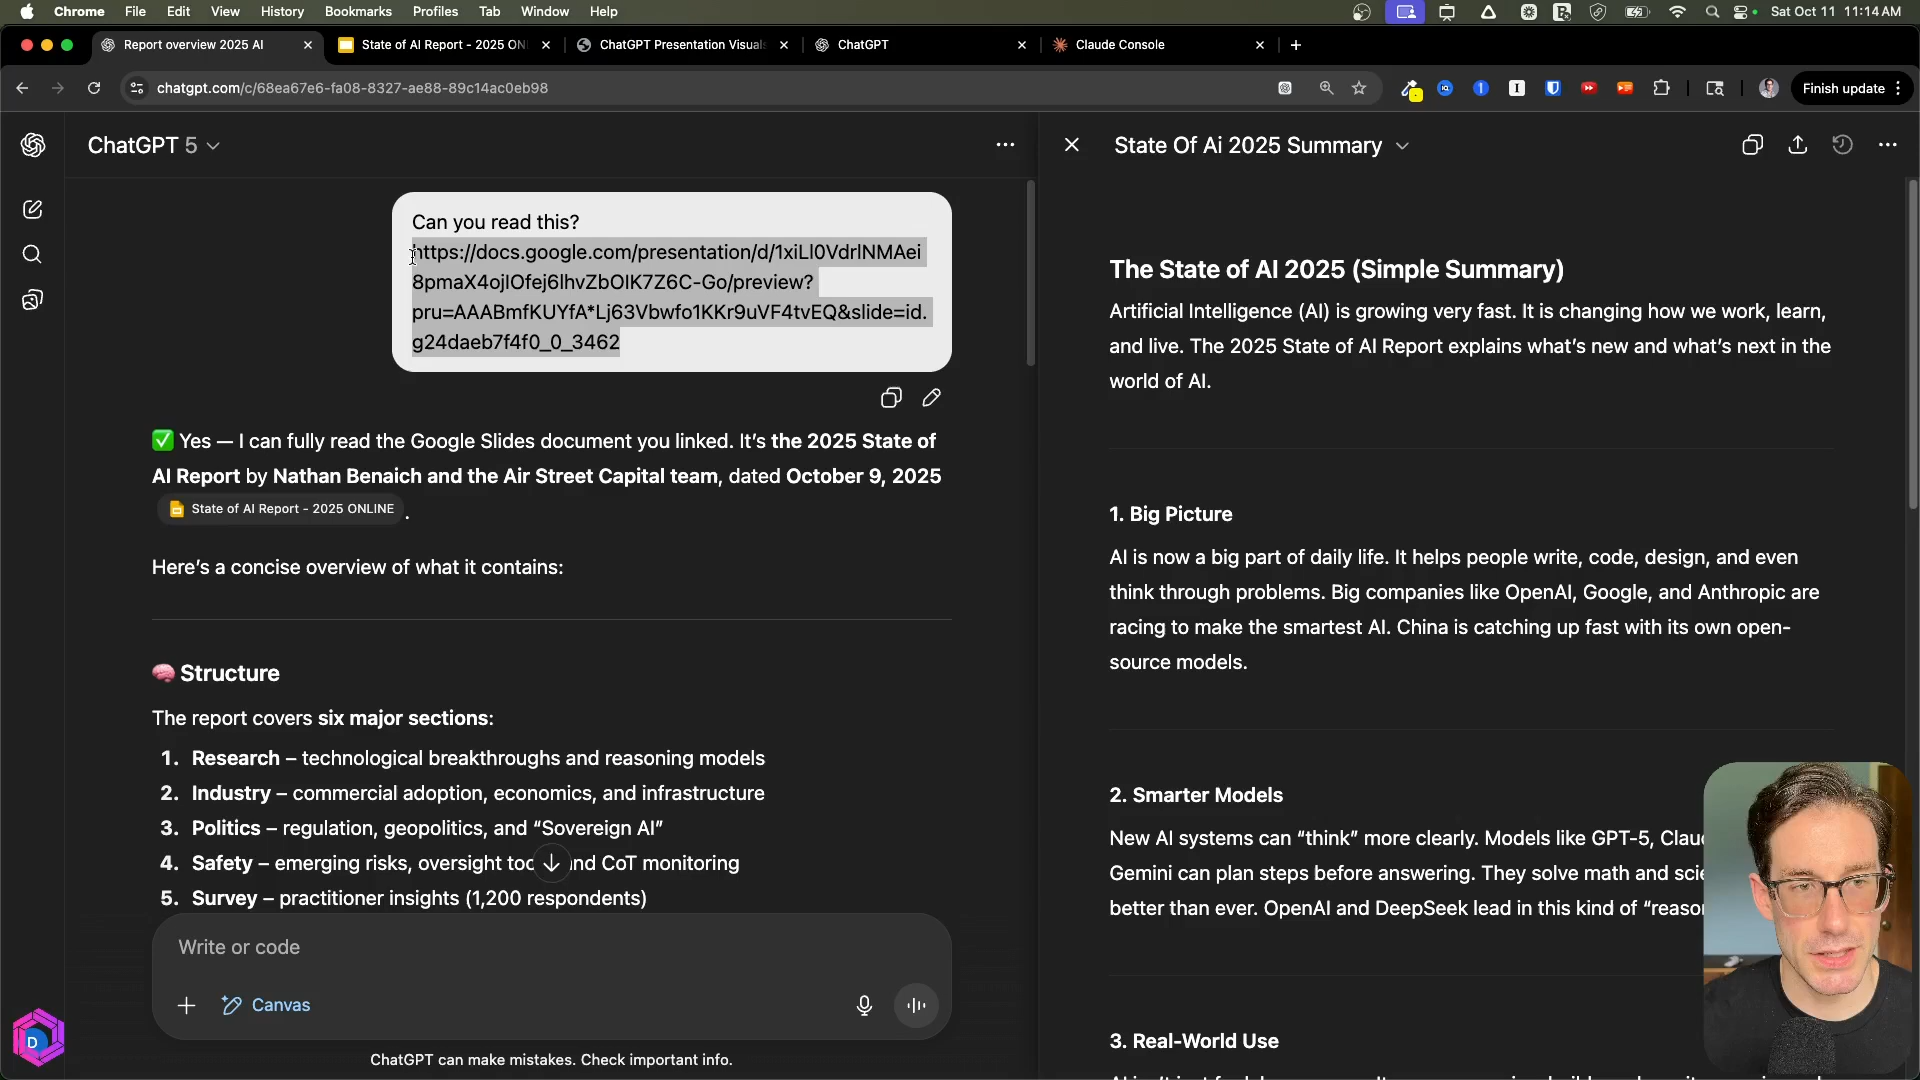 Chrome File Edit View History Bookmarks Profiles Tab Window Help Sat Oct 11 11:14 AM
Report overview 2025 AI State of AI Report - 2025 ONL ChatGPT Presentation Visuals ChatGPT Claude Console
chatgpt.com/c/68ea67e6-fa08-8327-ae88-89c14ac0eb98 Finish update
ChatGPT 5
Can you read this?
https://docs.google.com/presentation/d/1xiLl0VdrlNMAei
8pmaX4ojlOfej6lhvZbOIK7Z6C-Go/preview?
pru=AAABmfKUYfA*Lj63Vbwfo1KKr9uVF4tvEQ&slide=id.
g24daeb7f4f0_0_3462
✅ Yes — I can fully read the Google Slides document you linked. It’s the 2025 State of
AI Report by Nathan Benaich and the Air Street Capital team, dated October 9, 2025
State of AI Report - 2025 ONLINE .
Here’s a concise overview of what it contains:
🧠 Structure
The report covers six major sections:
1. Research – technological breakthroughs and reasoning models
2. Industry – commercial adoption, economics, and infrastructure
3. Politics – regulation, geopolitics, and “Sovereign AI”
4. Safety – emerging risks, oversight and CoT monitoring
5. Survey – practitioner insights (1,200 respondents)
Write or code
Canvas
ChatGPT can make mistakes. Check important info.
D
State Of Ai 2025 Summary
The State of AI 2025 (Simple Summary)
Artificial Intelligence (AI) is growing very fast. It is changing how we work, learn,
and live. The 2025 State of AI Report explains what’s new and what’s next in the
world of AI.
1. Big Picture
AI is now a big part of daily life. It helps people write, code, design, and even
think through problems. Big companies like OpenAI, Google, and Anthropic are
racing to make the smartest AI. China is catching up fast with its own open-
source models.
2. Smarter Models
New AI systems can “think” more clearly. Models like GPT-5,
Gemini can plan steps before answering. They solve math and
better than ever. OpenAI and DeepSeek lead in this kind of
3. Real-World Use